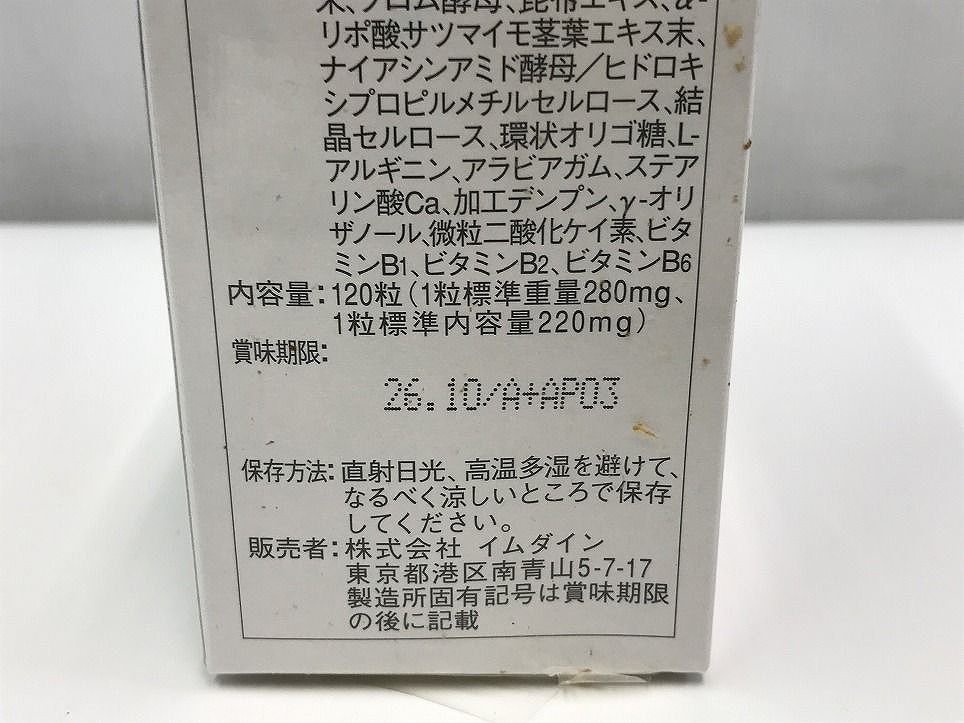 末、クロム酵母、昆布エキス、α-
リポ酸、サツマイモ茎葉エキス末、
ナイアシンアミド酵母／ヒドロキ
シプロピルメチルセルロース、結
晶セルロース、環状オリゴ糖、L-
アルギニン、アラビアガム、ステア
リン酸Ca、加工デンプン、γ-オリ
ザノール、微粒二酸化ケイ素、ビタ
ミンB1、ビタミンB2、ビタミンB6
内容量：120粒（1粒標準重量280mg、
1粒標準内容量220mg）
賞味期限：
26.10/A+AP03
保存方法：直射日光、高温多湿を避けて、
なるべく涼しいところで保存
してください。
販売者：株式会社 イムダイン
東京都港区南青山5-7-17
製造所固有記号は賞味期限
の後に記載